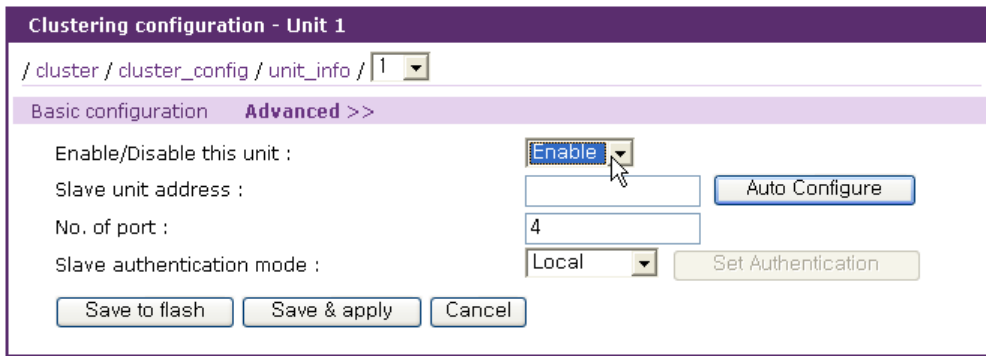 Clustering configuration - Unit 1
/ cluster / cluster_config / unit_info / 1
Basic configuration Advanced >>
Enable/Disable this unit : Enable
Slave unit address : Auto Configure
No. of port : 4
Slave authentication mode : Local Set Authentication
Save to flash Save & apply Cancel